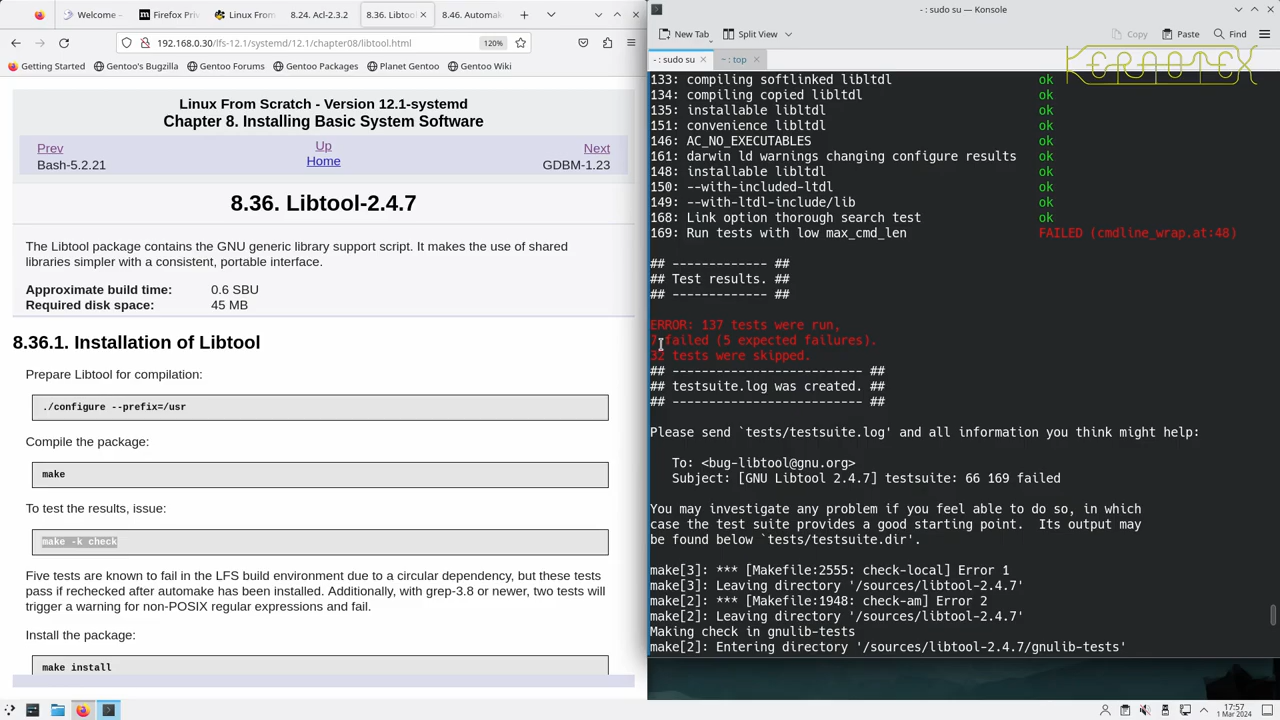 Welcome –
Firefox Priv
Linux From
8.24. Acl-2.3.2
8.36. Libtool
8.46. Automak
192.168.0.30/lfs-12.1/systemd/12.1/chapter08/libtool.html
120%
Getting Started
Gentoo's Bugzilla
Gentoo Forums
Gentoo Packages
Planet Gentoo
Gentoo Wiki
Linux From Scratch - Version 12.1-systemd
Chapter 8. Installing Basic System Software
Prev
Up
Next
Bash-5.2.21
Home
GDBM-1.23
8.36. Libtool-2.4.7
The Libtool package contains the GNU generic library support script. It makes the use of shared
libraries simpler with a consistent, portable interface.
Approximate build time: 0.6 SBU
Required disk space: 45 MB
8.36.1. Installation of Libtool
Prepare Libtool for compilation:
./configure --prefix=/usr
Compile the package:
make
To test the results, issue:
make -k check
Five tests are known to fail in the LFS build environment due to a circular dependency, but these tests
pass if rechecked after automake has been installed. Additionally, with grep-3.8 or newer, two tests will
trigger a warning for non-POSIX regular expressions and fail.
Install the package:
make install
- : sudo su — Konsole
New Tab
Split View
Copy
Paste
Find
- : sudo su
~ : top
KERNOTEX
133: compiling softlinked libltdl ok
134: compiling copied libltdl ok
135: installable libltdl ok
151: convenience libltdl ok
146: AC_NO_EXECUTABLES ok
161: darwin ld warnings changing configure results ok
148: installable libltdl ok
150: --with-included-ltdl ok
149: --with-ltdl-include/lib ok
168: Link option thorough search test ok
169: Run tests with low max_cmd_len FAILED (cmdline_wrap.at:48)
## ------------- ##
## Test results. ##
## ------------- ##
ERROR: 137 tests were run,
7 failed (5 expected failures).
32 tests were skipped.
## -------------------------- ##
## testsuite.log was created. ##
## -------------------------- ##
Please send `tests/testsuite.log' and all information you think might help:
To: <bug-libtool@gnu.org>
Subject: [GNU Libtool 2.4.7] testsuite: 66 169 failed
You may investigate any problem if you feel able to do so, in which
case the test suite provides a good starting point. Its output may
be found below `tests/testsuite.dir'.
make[3]: *** [Makefile:2555: check-local] Error 1
make[3]: Leaving directory '/sources/libtool-2.4.7'
make[2]: *** [Makefile:1948: check-am] Error 2
make[2]: Leaving directory '/sources/libtool-2.4.7'
Making check in gnulib-tests
make[2]: Entering directory '/sources/libtool-2.4.7/gnulib-tests'
17:57
1 Mar 2024